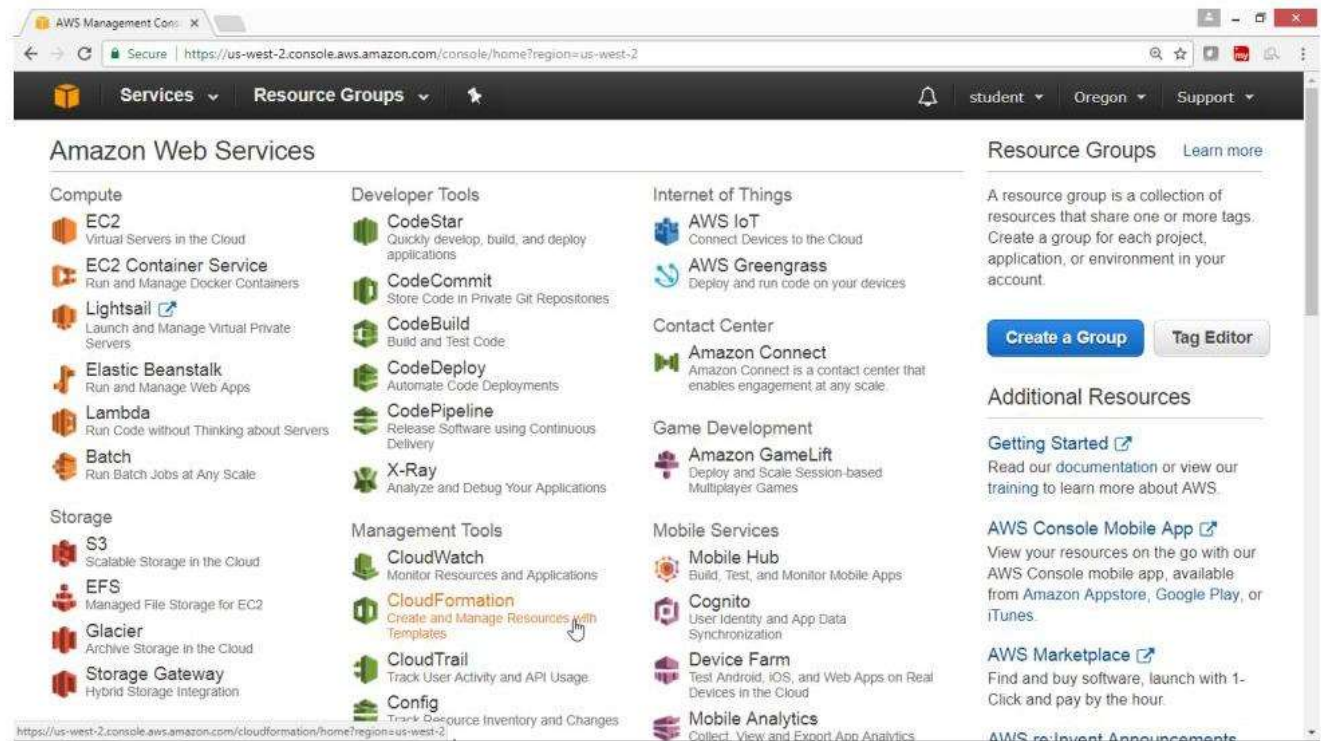 AWS Management Cons
Secure | https://us-west-2.console.aws.amazon.com/console/home?region=us-west-2
my
Services
Resource Groups
student
Oregon
Support
Amazon Web Services
Compute
EC2
Virtual Servers in the Cloud
EC2 Container Service
Run and Manage Docker Containers
Lightsail
Launch and Manage Virtual Private
Servers
Elastic Beanstalk
Run and Manage Web Apps
Lambda
Run Code without Thinking about Servers
Batch
Run Batch Jobs at Any Scale
Storage
S3
Scalable Storage in the Cloud
EFS
Managed File Storage for EC2
Glacier
Archive Storage in the Cloud
Storage Gateway
Hybrid Storage Integration
Developer Tools
CodeStar
Quickly develop, build, and deploy
applications
CodeCommit
Store Code in Private Git Repositories
CodeBuild
Build and Test Code
CodeDeploy
Automate Code Deployments
CodePipeline
Release Software using Continuous
Delivery
X-Ray
Analyze and Debug Your Applications
Management Tools
CloudWatch
Monitor Resources and Applications
CloudFormation
Create and Manage Resources with
Templates
CloudTrail
Track User Activity and API Usage
Config
Track Resource Inventory and Changes
Internet of Things
AWS IoT
Connect Devices to the Cloud
AWS Greengrass
Deploy and run code on your devices
Contact Center
Amazon Connect
Amazon Connect is a contact center that
enables engagement at any scale.
Game Development
Amazon GameLift
Deploy and Scale Session-based
Multiplayer Games
Mobile Services
Mobile Hub
Build, Test, and Monitor Mobile Apps
Cognito
User Identity and App Data
Synchronization
Device Farm
Test Android, iOS, and Web Apps on Real
Devices in the Cloud
Mobile Analytics
Collect, View and Export App Analytics
Resource Groups
Learn more
A resource group is a collection of
resources that share one or more tags.
Create a group for each project,
application, or environment in your
account.
Create a Group
Tag Editor
Additional Resources
Getting Started
Read our documentation or view our
training to learn more about AWS.
AWS Console Mobile App
View your resources on the go with our
AWS Console mobile app, available
from Amazon Appstore, Google Play, or
iTunes.
AWS Marketplace
Find and buy software, launch with 1-
Click and pay by the hour.
AWS re:Invent Announcements
https://us-west-2.console.aws.amazon.com/cloudformation/home?region=us-west-2